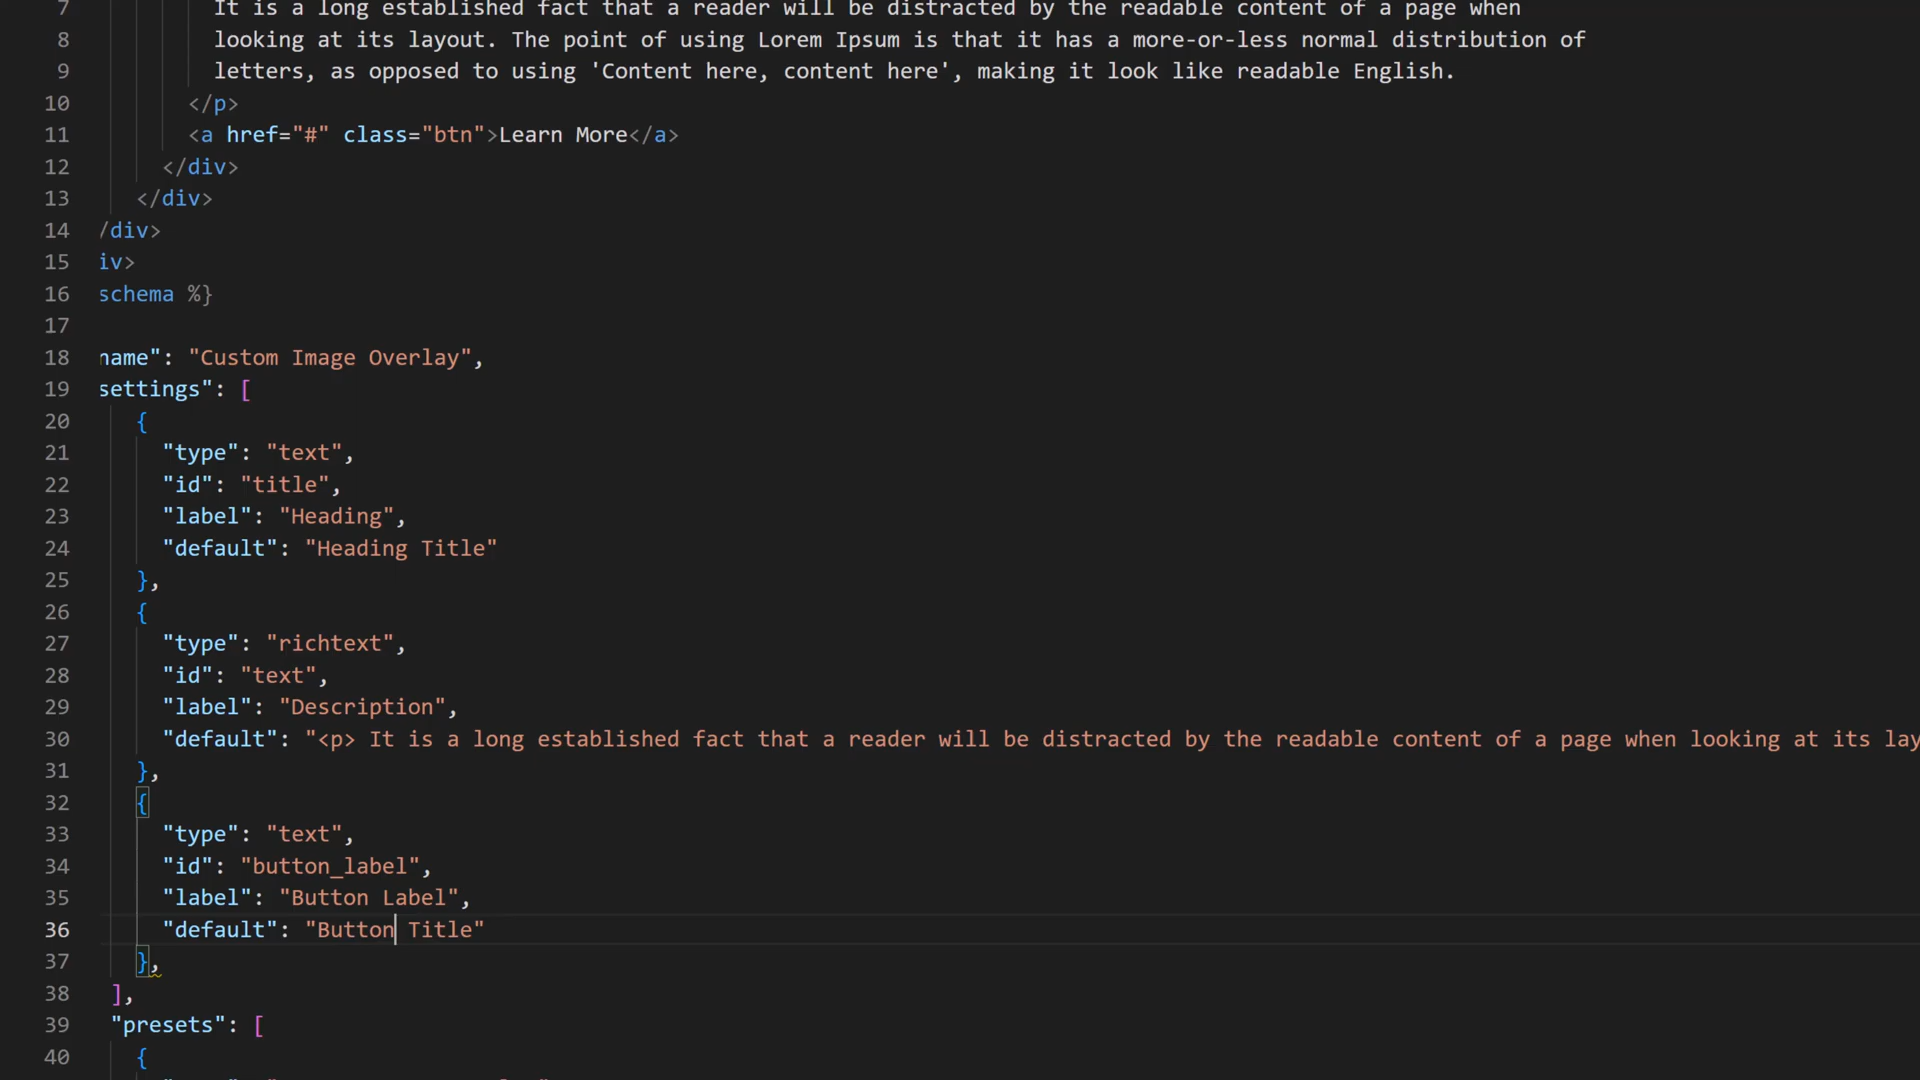 7 It is a long established fact that a reader will be distracted by the readable content of a page when
8 looking at its layout. The point of using Lorem Ipsum is that it has a more-or-less normal distribution of
9 letters, as opposed to using 'Content here, content here', making it look like readable English.
10 </p>
11 <a href="#" class="btn">Learn More</a>
12 </div>
13 </div>
14 /div>
15 iv>
16 schema %}
17
18 name": "Custom Image Overlay",
19 settings": [
20 {
21 "type": "text",
22 "id": "title",
23 "label": "Heading",
24 "default": "Heading Title"
25 },
26 {
27 "type": "richtext",
28 "id": "text",
29 "label": "Description",
30 "default": "<p> It is a long established fact that a reader will be distracted by the readable content of a page when looking at its lay
31 },
32 {
33 "type": "text",
34 "id": "button_label",
35 "label": "Button Label",
36 "default": "Button Title"
37 },
38 ],
39 "presets": [
40 {